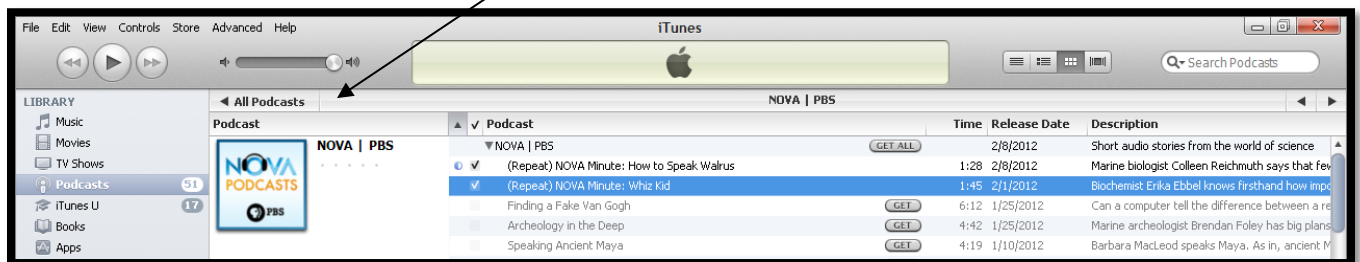 iTunes
File Edit View Controls Store Advanced Help
Search Podcasts
LIBRARY
Music
Movies
TV Shows
Podcasts 51
iTunes U 17
Books
Apps
All Podcasts
NOVA | PBS
Podcast
NOVA PODCASTS PBS
NOVA | PBS
✓ Podcast Time Release Date Description
NOVA | PBS GET ALL 2/8/2012 Short audio stories from the world of science
(Repeat) NOVA Minute: How to Speak Walrus 1:28 2/8/2012 Marine biologist Colleen Reichmuth says that few
(Repeat) NOVA Minute: Whiz Kid 1:45 2/1/2012 Biochemist Erika Ebbel knows firsthand how impo
Finding a Fake Van Gogh GET 6:12 1/25/2012 Can a computer tell the difference between a re
Archeology in the Deep GET 4:42 1/25/2012 Marine archeologist Brendan Foley has big plans
Speaking Ancient Maya GET 4:19 1/10/2012 Barbara MacLeod speaks Maya. As in, ancient M